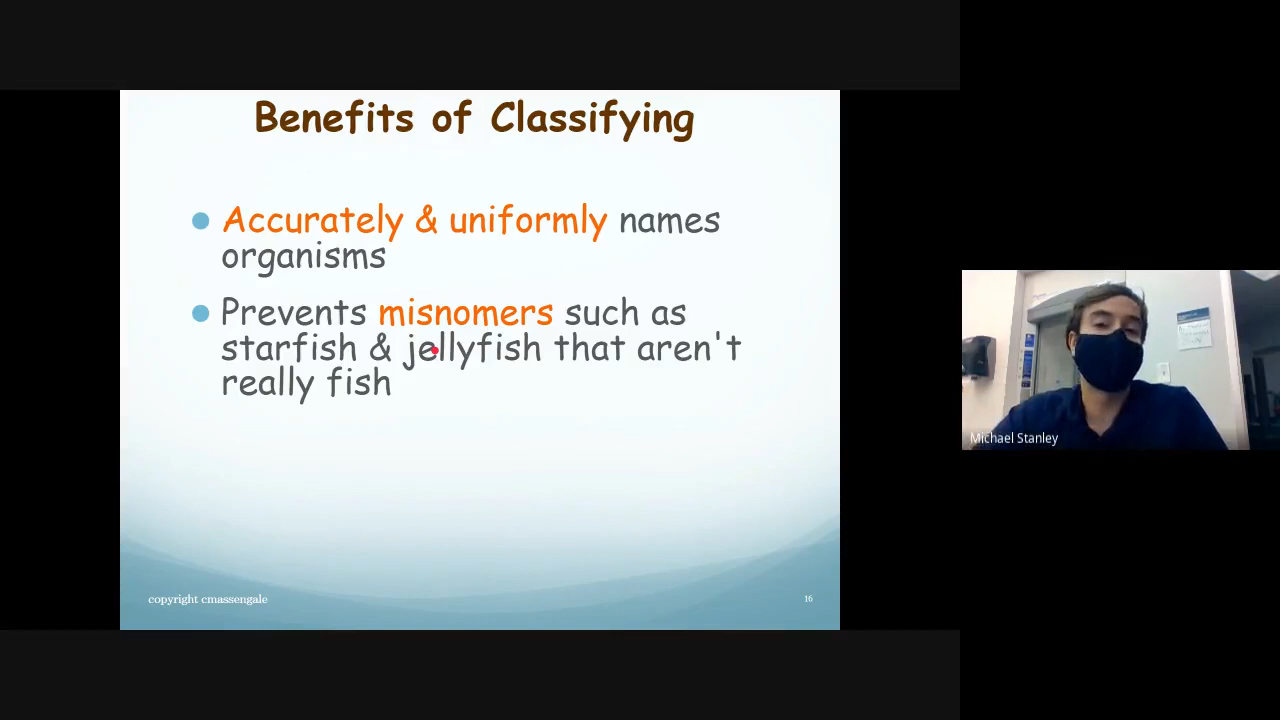 Benefits of Classifying
Accurately & uniformly names
organisms
Prevents misnomers such as
starfish & jellyfish that aren't
really fish
copyright cmassengale
16
Michael Stanley